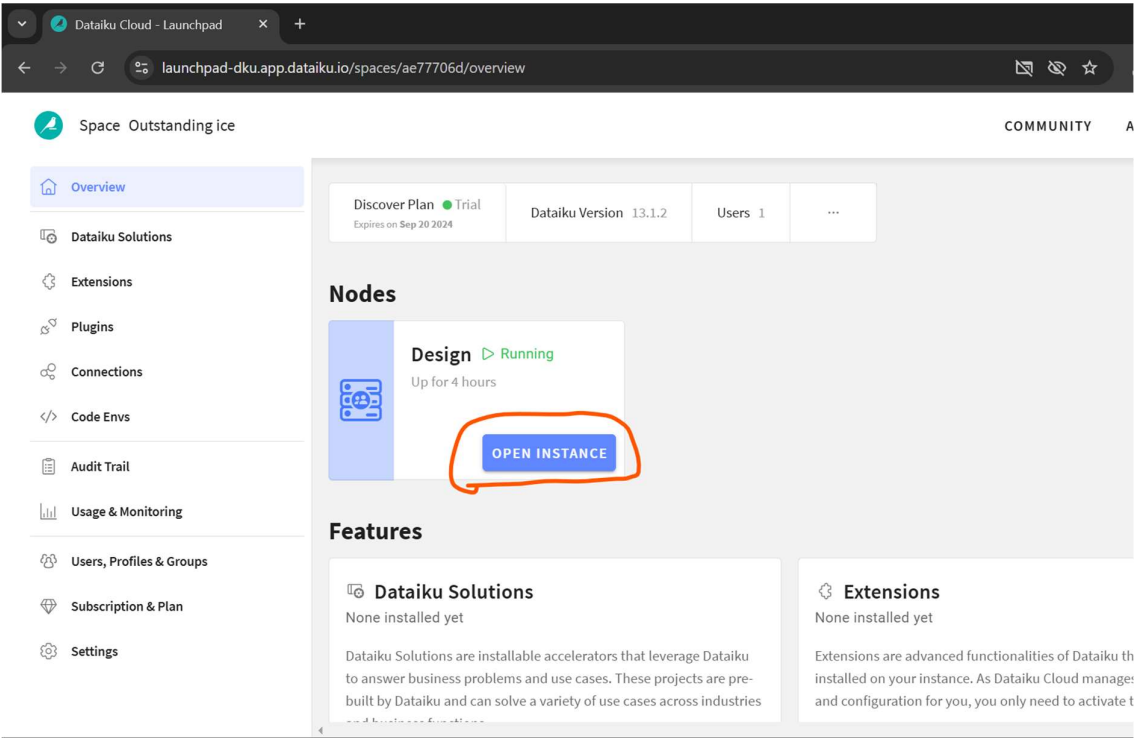 Dataiku Cloud - Launchpad
launchpad-dku.app.dataiku.io/spaces/ae77706d/overview
Space Outstanding ice
COMMUNITY A
Overview
Dataiku Solutions
Extensions
Plugins
Connections
Code Envs
Audit Trail
Usage & Monitoring
Users, Profiles & Groups
Subscription & Plan
Settings
Discover Plan Trial
Expires on Sep 20 2024
Dataiku Version 13.1.2
Users 1
...
Nodes
Design Running
Up for 4 hours
OPEN INSTANCE
Features
Dataiku Solutions
None installed yet
Dataiku Solutions are installable accelerators that leverage Dataiku
to answer business problems and use cases. These projects are pre-
built by Dataiku and can solve a variety of use cases across industries
and business functions.
Extensions
None installed yet
Extensions are advanced functionalities of Dataiku th
installed on your instance. As Dataiku Cloud manages
and configuration for you, you only need to activate t